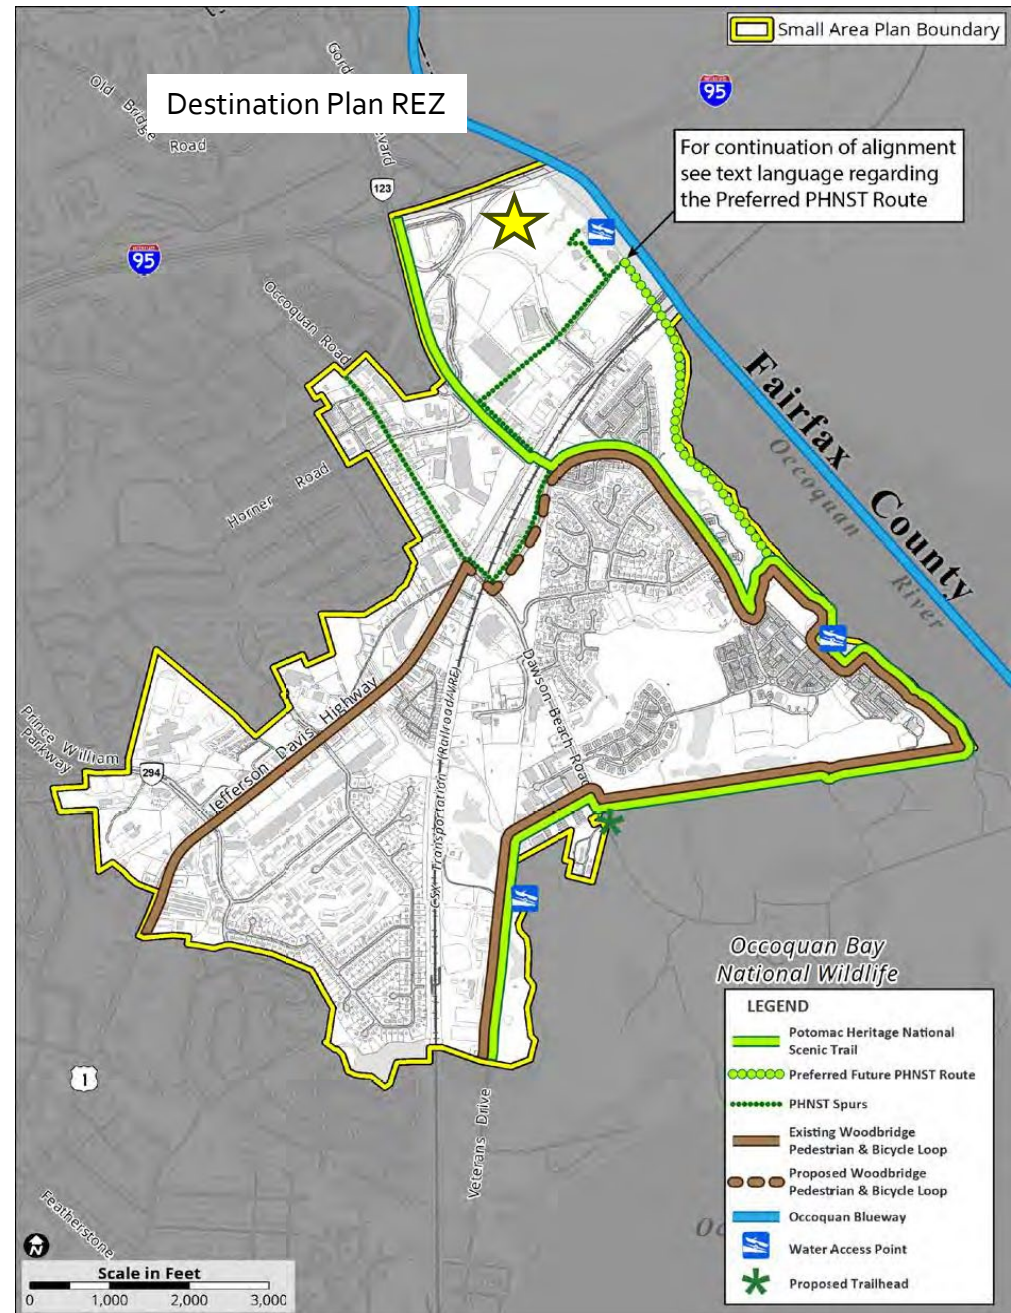 Small Area Plan Boundary
Destination Plan REZ
Old Bridge
Road
95
For continuation of alignment
see text language regarding
the Preferred PHNST Route
123
95
Occoquan Road
Horner Road
Fairfax County
Occoquan
River
Dawson Beach Road
Jefferson Davis Highway
CSX Transportation (Railroad/VRE)
Prince William
Parkway
294
Occoquan Bay
National Wildlife
LEGEND
Potomac Heritage National
Scenic Trail
Preferred Future PHNST Route
PHNST Spurs
Existing Woodbridge
Pedestrian & Bicycle Loop
Proposed Woodbridge
Pedestrian & Bicycle Loop
Occoquan Blueway
Water Access Point
Proposed Trailhead
1
Veterans Drive
Featherstone
N
Scale in Feet
0 1,000 2,000 3,000